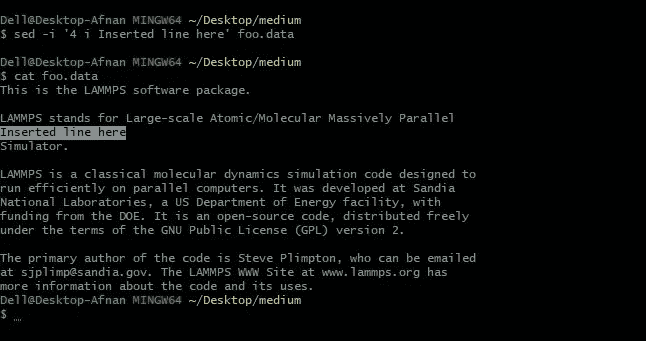 Dell@Desktop-Afnan MINGW64 ~/Desktop/medium
$ sed -i '4 i Inserted line here' foo.data
Dell@Desktop-Afnan MINGW64 ~/Desktop/medium
$ cat foo.data
This is the LAMMPS software package.
LAMMPS stands for Large-scale Atomic/Molecular Massively Parallel
Inserted line here
Simulator.
LAMMPS is a classical molecular dynamics simulation code designed to
run efficiently on parallel computers. It was developed at Sandia
National Laboratories, a US Department of Energy facility, with
funding from the DOE. It is an open-source code, distributed freely
under the terms of the GNU Public License (GPL) version 2.
The primary author of the code is Steve Plimpton, who can be emailed
at sjplimp@sandia.gov. The LAMMPS WWW Site at www.lammps.org has
more information about the code and its uses.
Dell@Desktop-Afnan MINGW64 ~/Desktop/medium
$